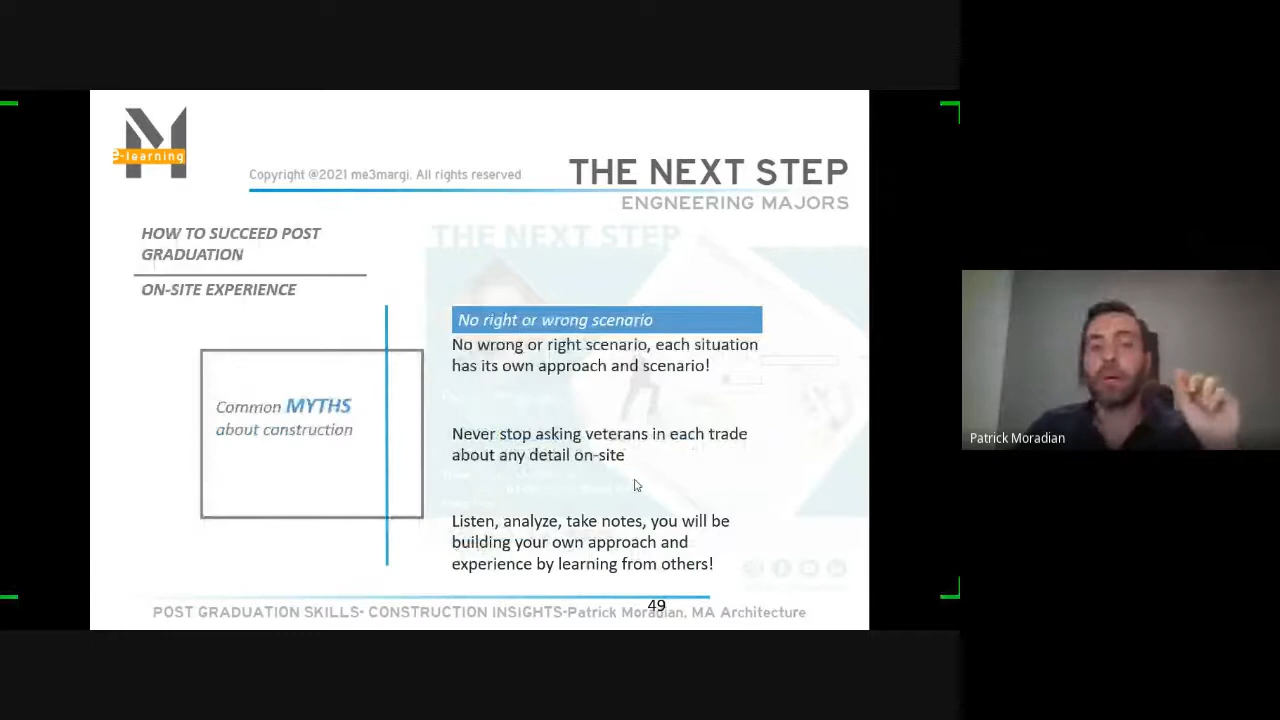 e-learning
Copyright @2021 me3margi. All rights reserved
THE NEXT STEP
ENGNEERING MAJORS
HOW TO SUCCEED POST
GRADUATION
ON-SITE EXPERIENCE
THE NEXT STEP
Common MYTHS
about construction
No right or wrong scenario
No wrong or right scenario, each situation
has its own approach and scenario!
Never stop asking veterans in each trade
about any detail on-site
Listen, analyze, take notes, you will be
building your own approach and
experience by learning from others!
49
POST GRADUATION SKILLS- CONSTRUCTION INSIGHTS-Patrick Moradian, MA Architecture
Patrick Moradian